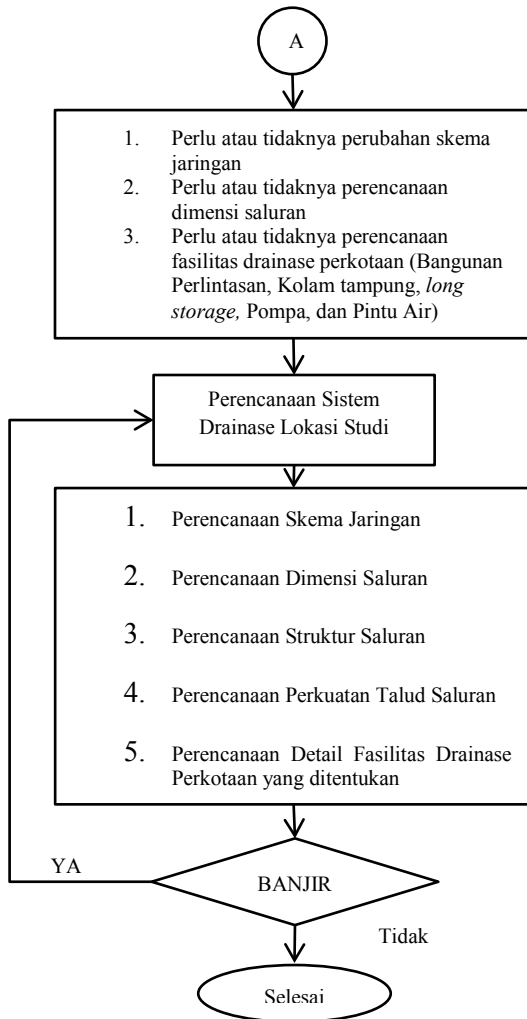 A
1. Perlu atau tidaknya perubahan skema
jaringan
2. Perlu atau tidaknya perencanaan
dimensi saluran
3. Perlu atau tidaknya perencanaan
fasilitas drainase perkotaan (Bangunan
Perlintasan, Kolam tampung, long
storage, Pompa, dan Pintu Air)
Perencanaan Sistem
Drainase Lokasi Studi
1. Perencanaan Skema Jaringan
2. Perencanaan Dimensi Saluran
3. Perencanaan Struktur Saluran
4. Perencanaan Perkuatan Talud Saluran
5. Perencanaan Detail Fasilitas Drainase
Perkotaan yang ditentukan
YA
BANJIR
Tidak
Selesai